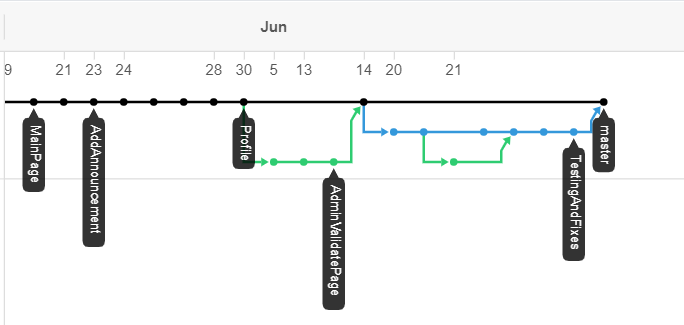 Jun
9 21 23 24 28 30 5 13 14 20 21
MainPage
AddAnnouncement
Profile
AdminValidatePage
TestingAndFixes
master